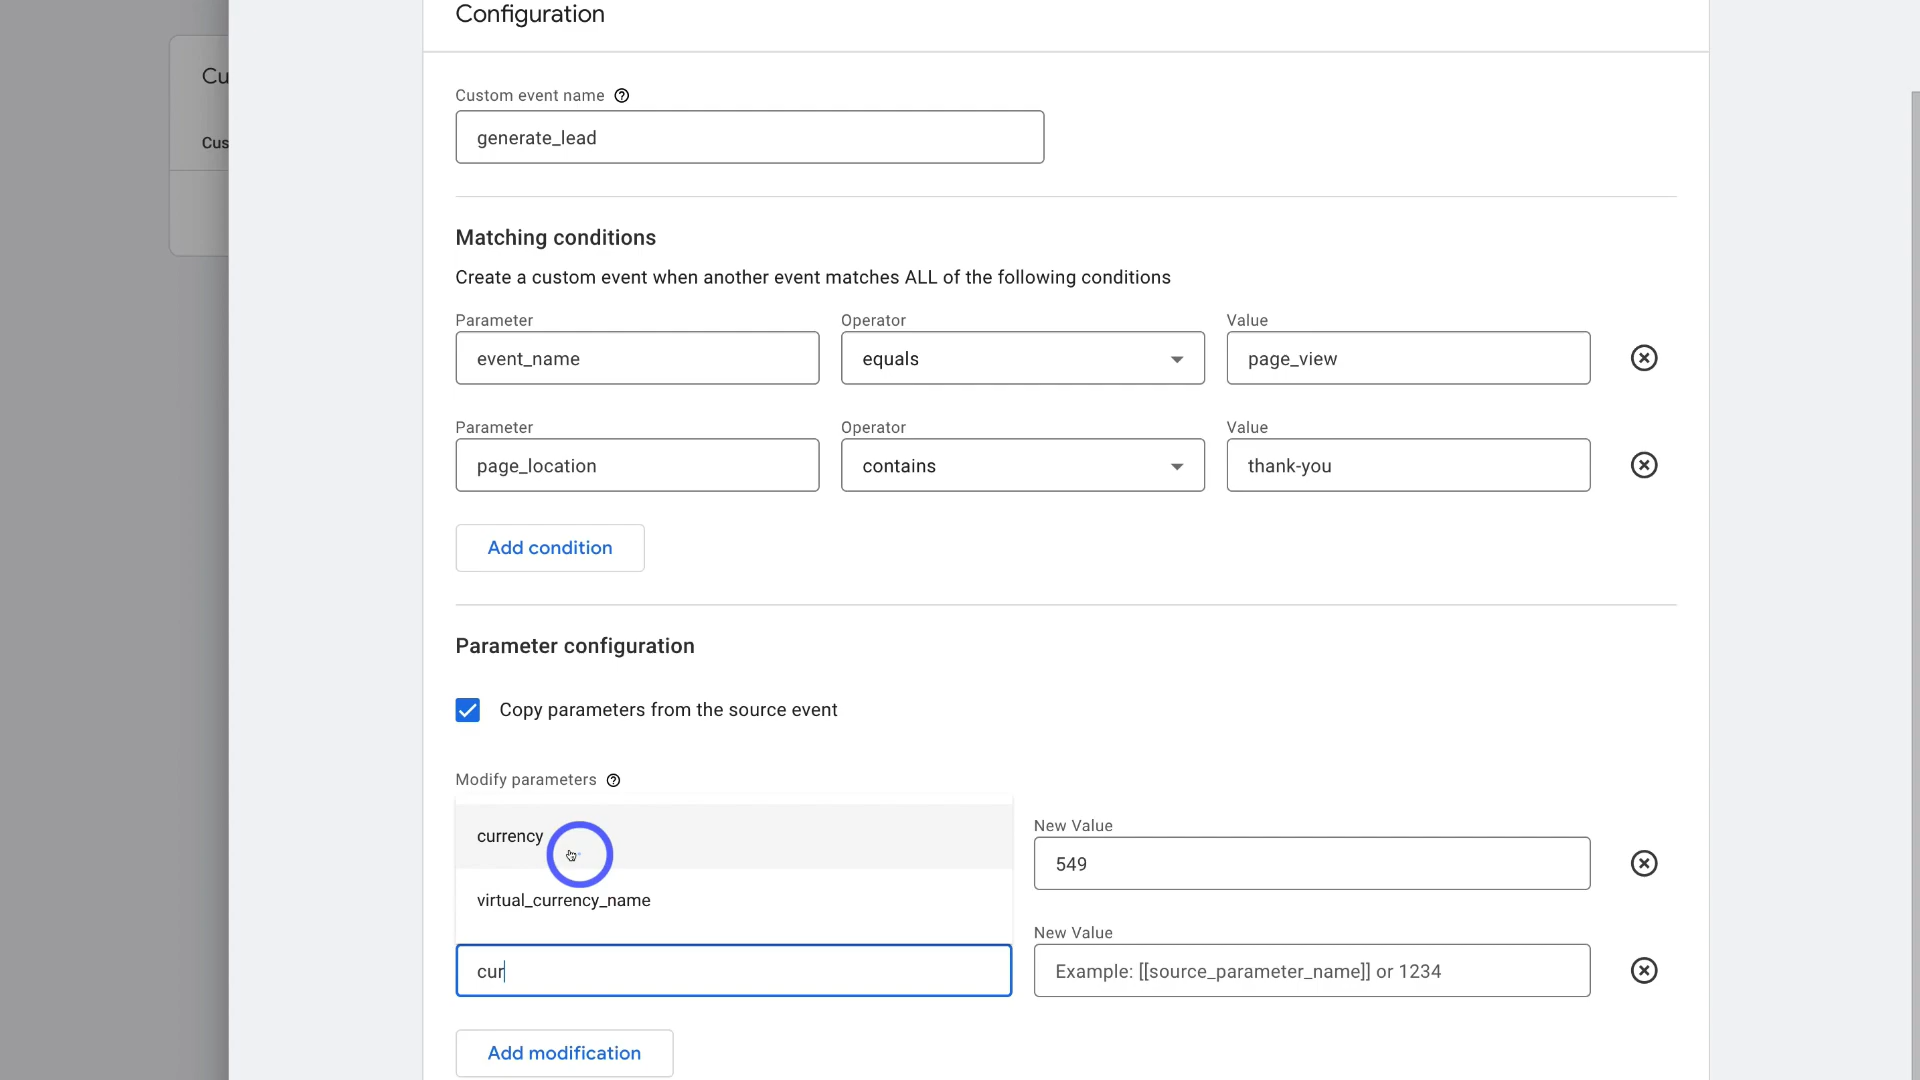 Configuration
Cu
Custom event name
generate_lead
Cus
Matching conditions
Create a custom event when another event matches ALL of the following conditions
Parameter Operator Value
event_name equals page_view
Parameter Operator Value
page_location contains thank-you
Add condition
Parameter configuration
Copy parameters from the source event
Modify parameters
New Value
currency
549
virtual_currency_name
New Value
cur Example: [[source_parameter_name]] or 1234
Add modification